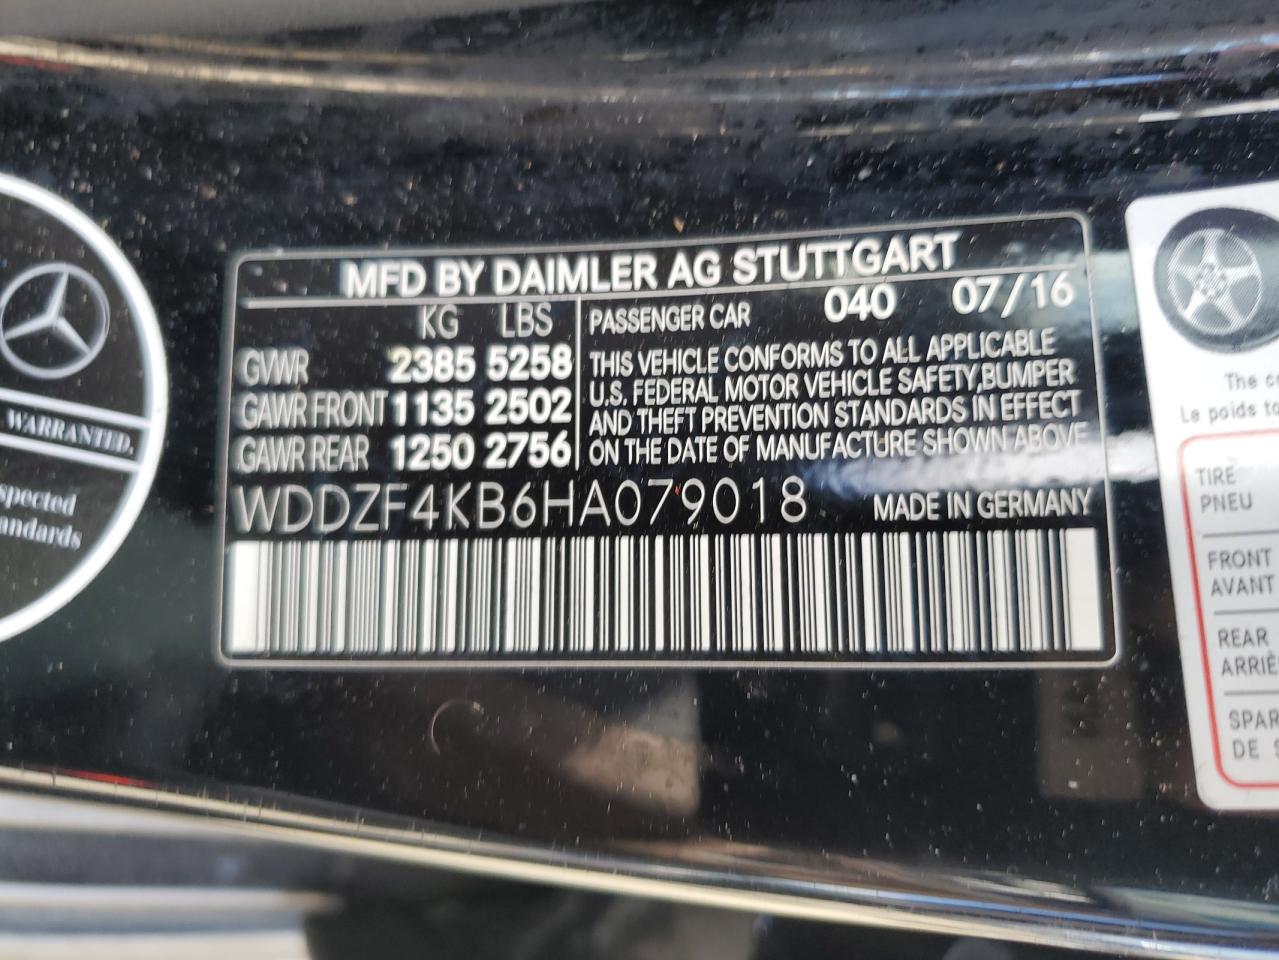 WARRANTED.
spected
tandards
MFD BY DAIMLER AG STUTTGART
KG LBS
GVWR 2385 5258
GAWR FRONT 1135 2502
GAWR REAR 1250 2756
PASSENGER CAR 040 07/16
THIS VEHICLE CONFORMS TO ALL APPLICABLE
U.S. FEDERAL MOTOR VEHICLE SAFETY,BUMPER
AND THEFT PREVENTION STANDARDS IN EFFECT
ON THE DATE OF MANUFACTURE SHOWN ABOVE
WDDZF4KB6HA079018 MADE IN GERMANY
The c
Le poids to
TIRE
PNEU
FRONT
AVANT
REAR
ARRIÈ
SPAR
DE S